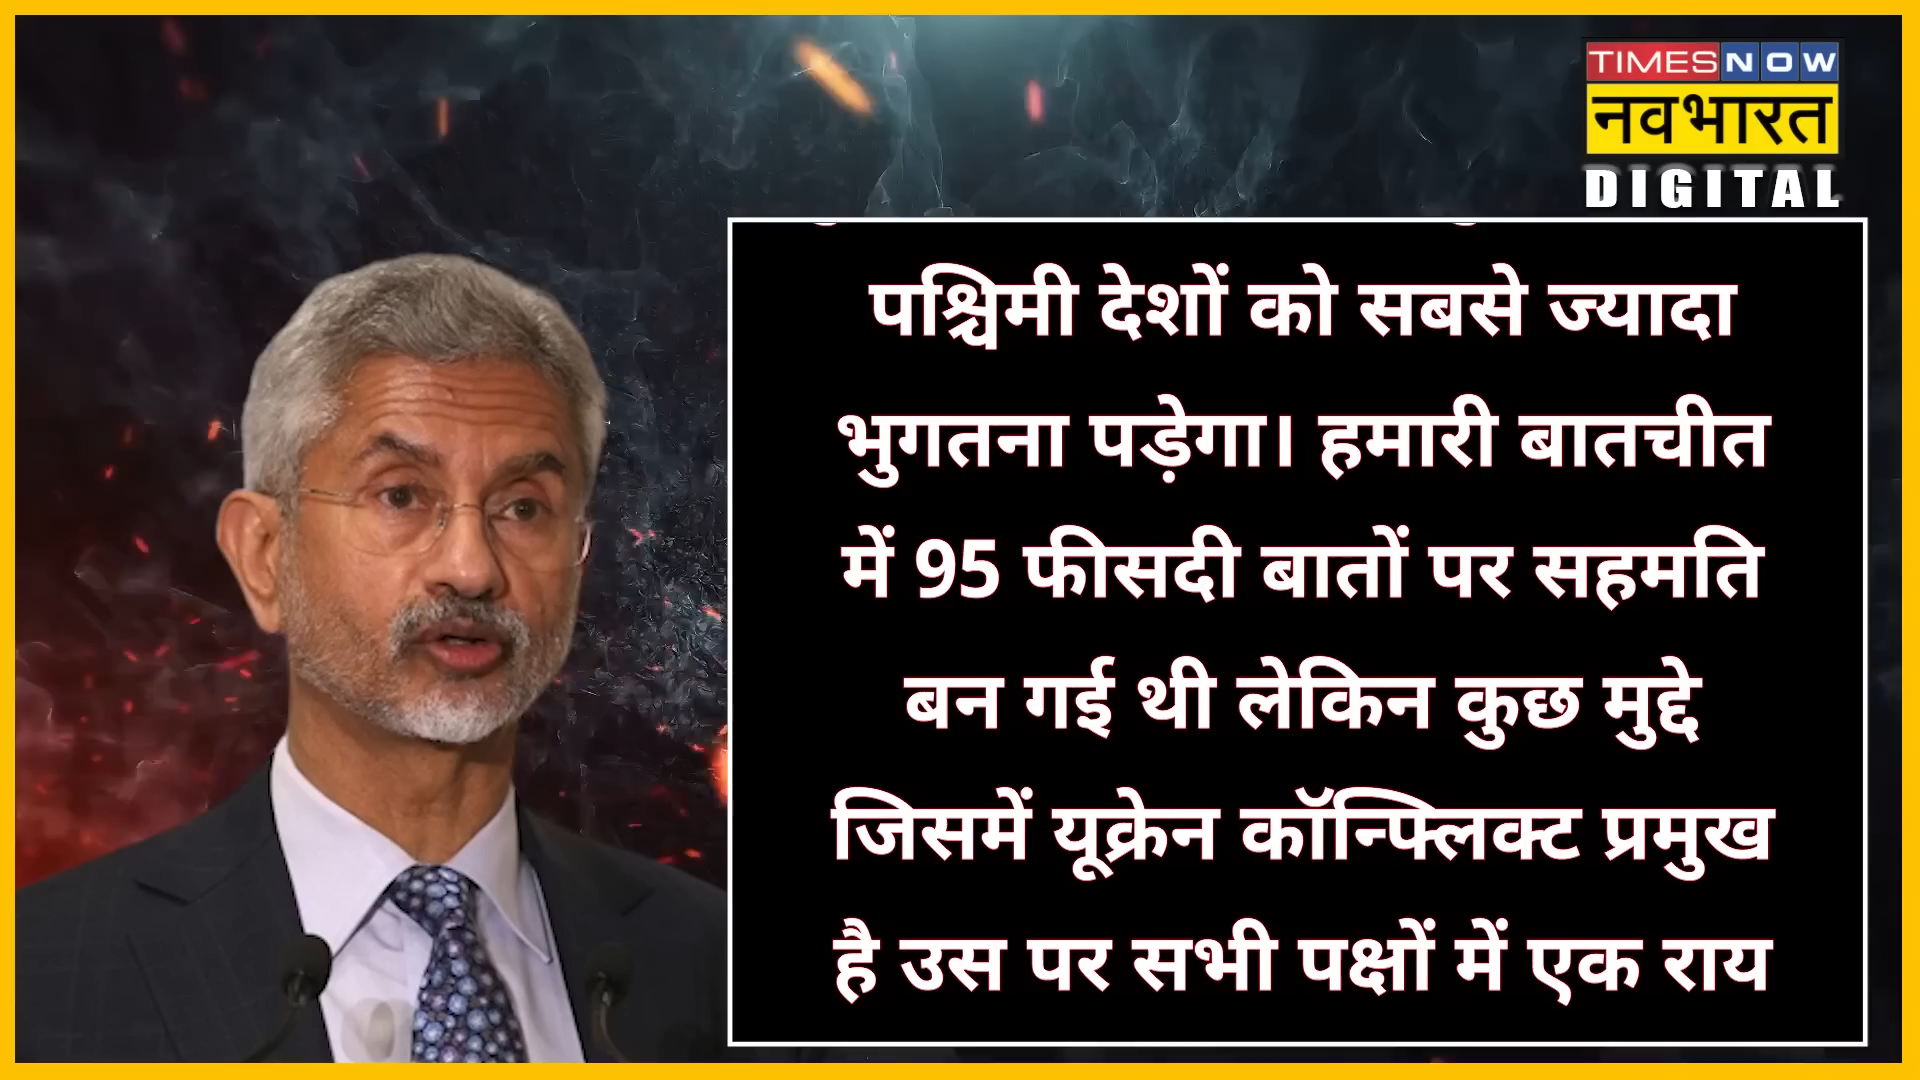 TIMES NOW
नवभारत
DIGITAL
पश्चिमी देशों को सबसे ज्यादा
भुगतना पड़ेगा। हमारी बातचीत
में 95 फीसदी बातों पर सहमति
बन गई थी लेकिन कुछ मुद्दे
जिसमें यूक्रेन कॉन्फ्लिक्ट प्रमुख
है उस पर सभी पक्षों में एक राय